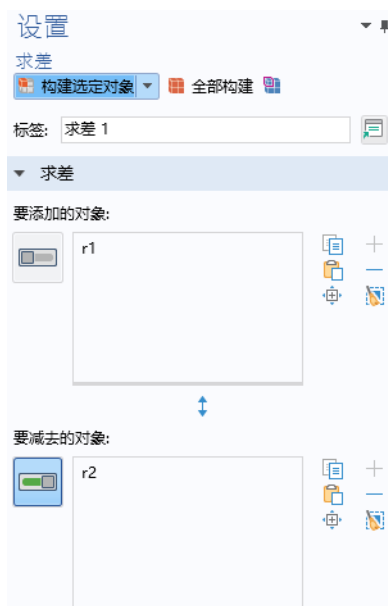 设置
求差
构建选定对象 全部构建
标签: 求差 1
求差
要添加的对象:
r1
要减去的对象:
r2